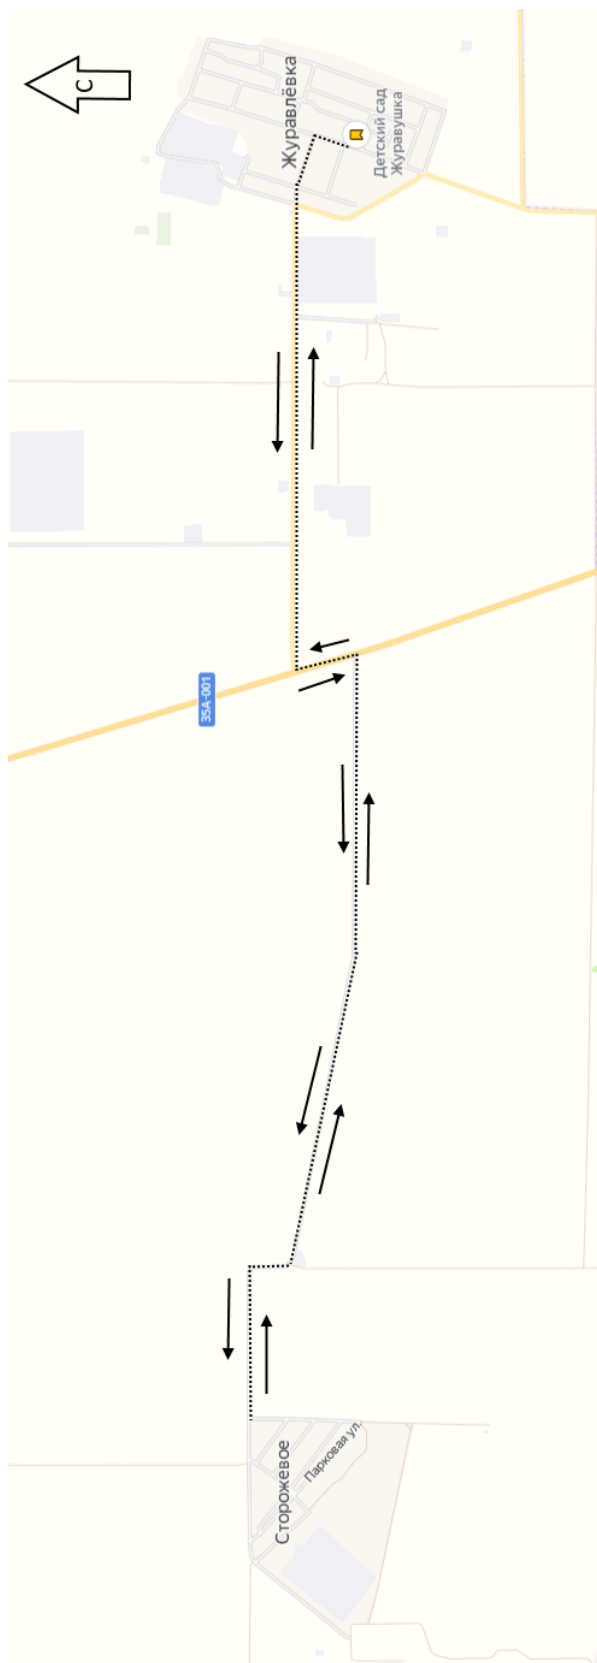 С
Журавлёвка
Детский сад
Журавушка
35А-001
Сторожевое
Парковая ул.